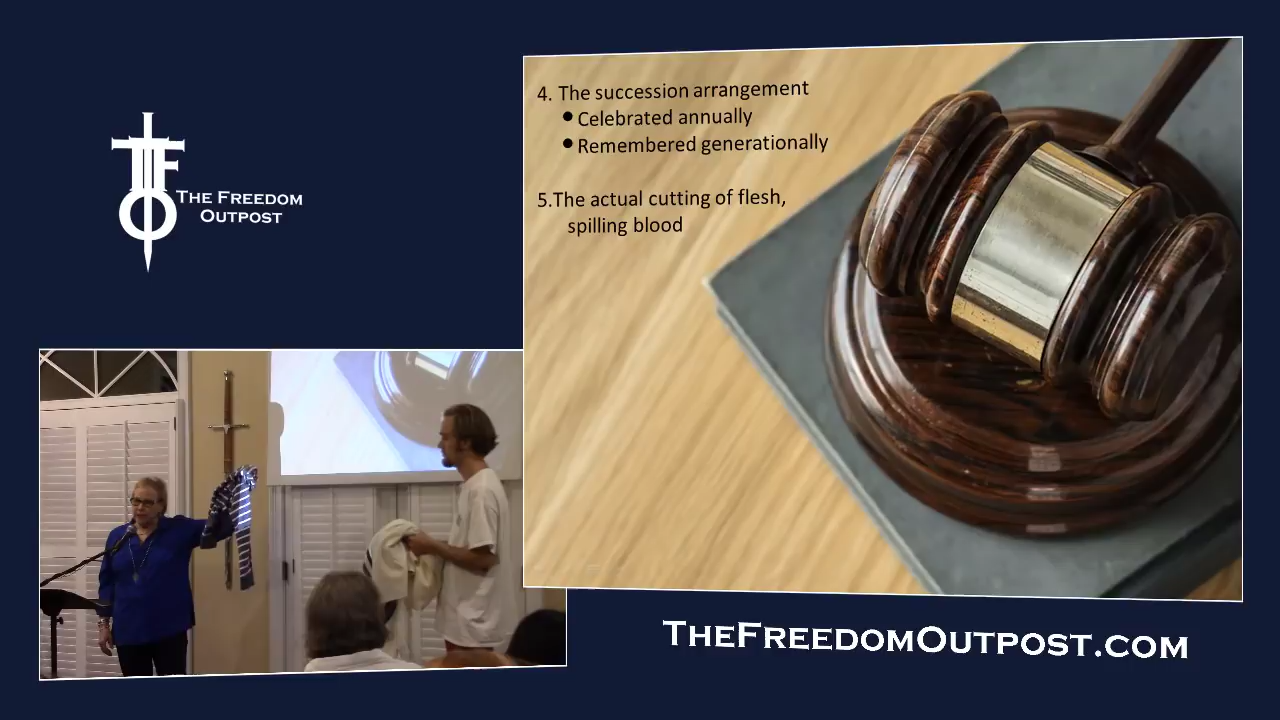 TF
THE FREEDOM
OUTPOST
4. The succession arrangement
● Celebrated annually
● Remembered generationally
5.The actual cutting of flesh,
spilling blood
THEFREEDOMOUTPOST.COM